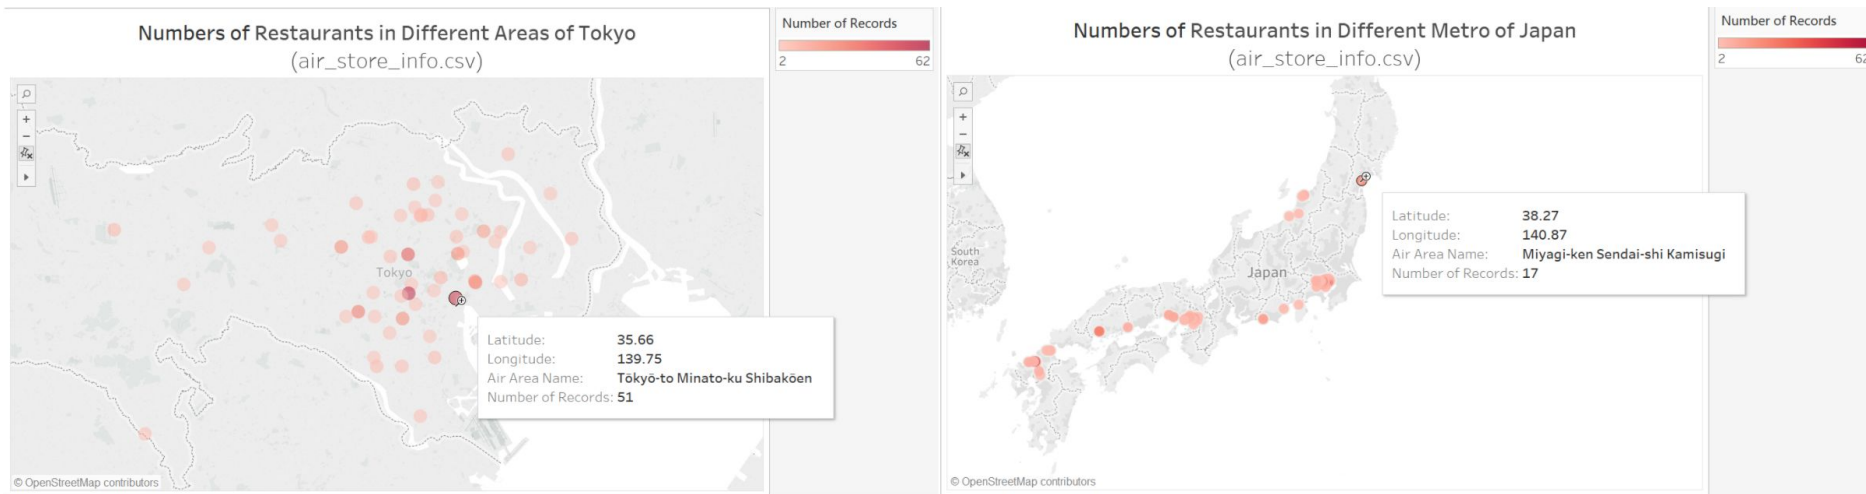 Numbers of Restaurants in Different Areas of Tokyo
(air_store_info.csv)
Number of Records
2 62
Tokyo
Latitude: 35.66
Longitude: 139.75
Air Area Name: Tōkyō-to Minato-ku Shibakōen
Number of Records: 51
© OpenStreetMap contributors
Numbers of Restaurants in Different Metro of Japan
(air_store_info.csv)
Number of Records
2 62
South
Korea
Japan
Latitude: 38.27
Longitude: 140.87
Air Area Name: Miyagi-ken Sendai-shi Kamisugi
Number of Records: 17
© OpenStreetMap contributors